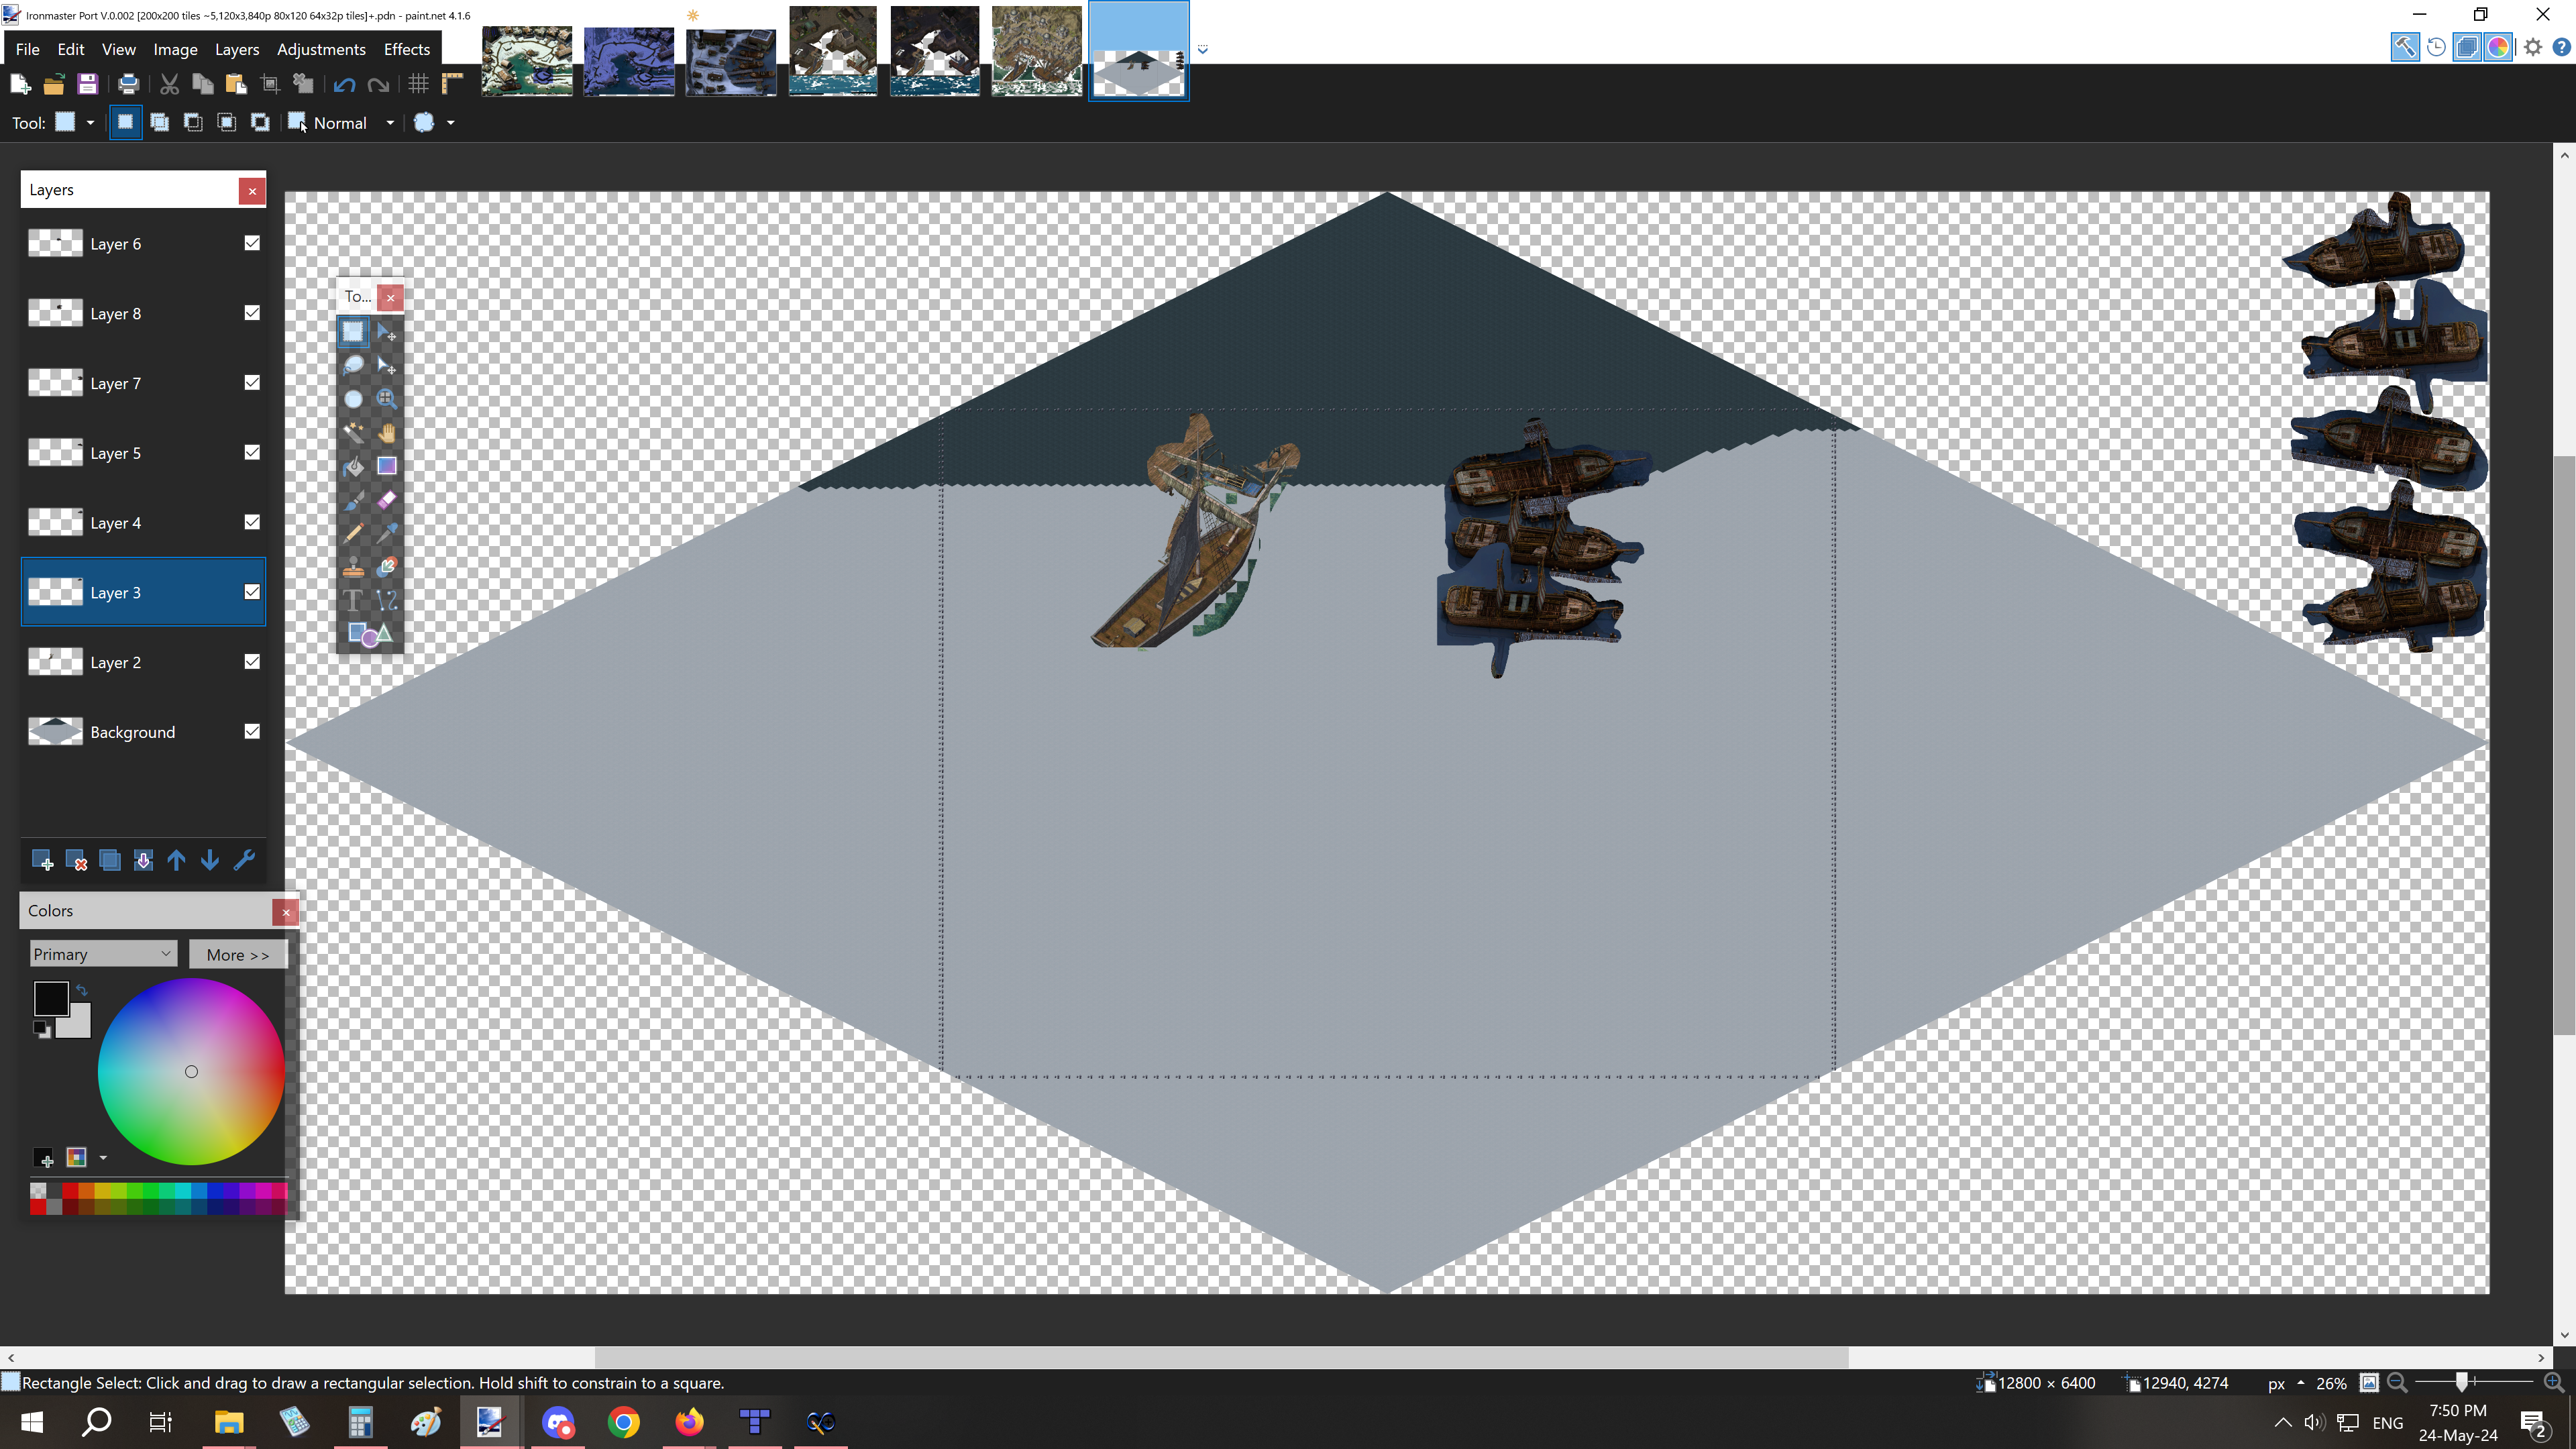 Ironmaster Port V.0.002 [200x200 tiles ~5,120x3,840p 80x120 64x32p tiles]+.pdn - paint.net 4.1.6
File Edit View Image Layers Adjustments Effects
Tool: Normal
Layers
Layer 6
Layer 8
Layer 7
Layer 5
Layer 4
Layer 3
Layer 2
Background
To...
Colors
Primary More >>
Rectangle Select: Click and drag to draw a rectangular selection. Hold shift to constrain to a square.
12800 × 6400 12940, 4274 px 26%
ENG
7:50 PM
24-May-24
2